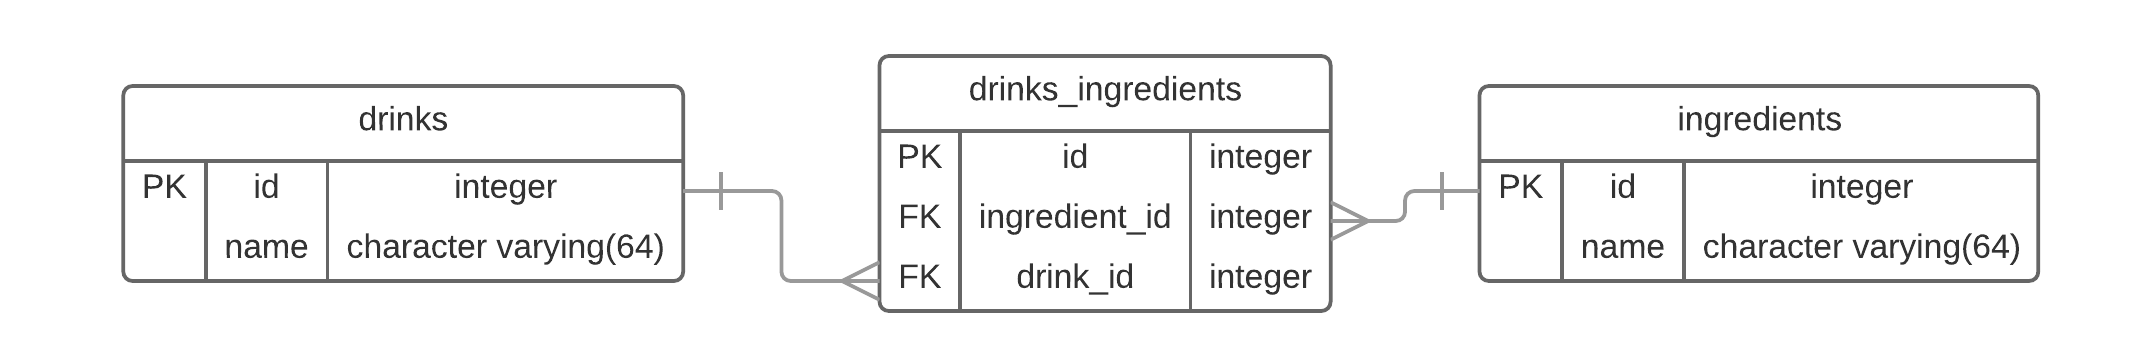 drinks
PK id integer
name character varying(64)
drinks_ingredients
PK id integer
FK ingredient_id integer
FK drink_id integer
ingredients
PK id integer
name character varying(64)